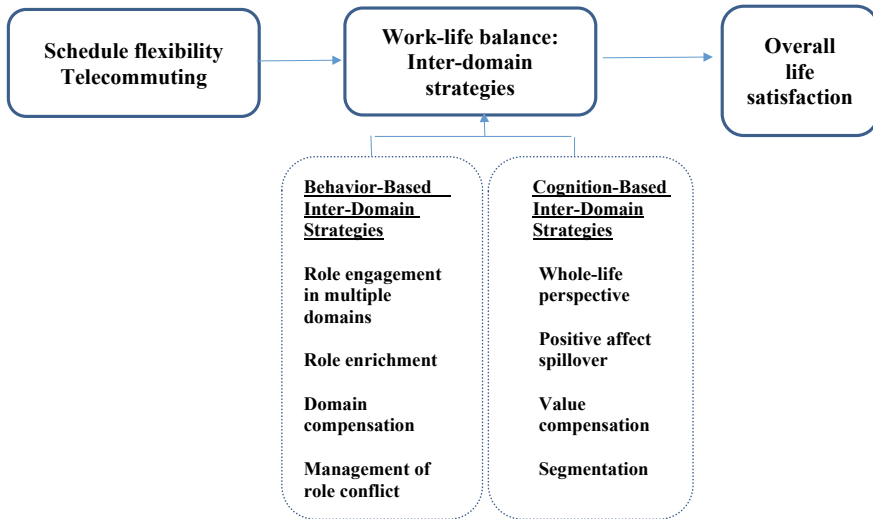 Schedule flexibility
Telecommuting
Work-life balance:
Inter-domain
strategies
Overall
life
satisfaction
Behavior-Based
Inter-Domain
Strategies
Role engagement
in multiple
domains
Role enrichment
Domain
compensation
Management of
role conflict
Cognition-Based
Inter-Domain
Strategies
Whole-life
perspective
Positive affect
spillover
Value
compensation
Segmentation